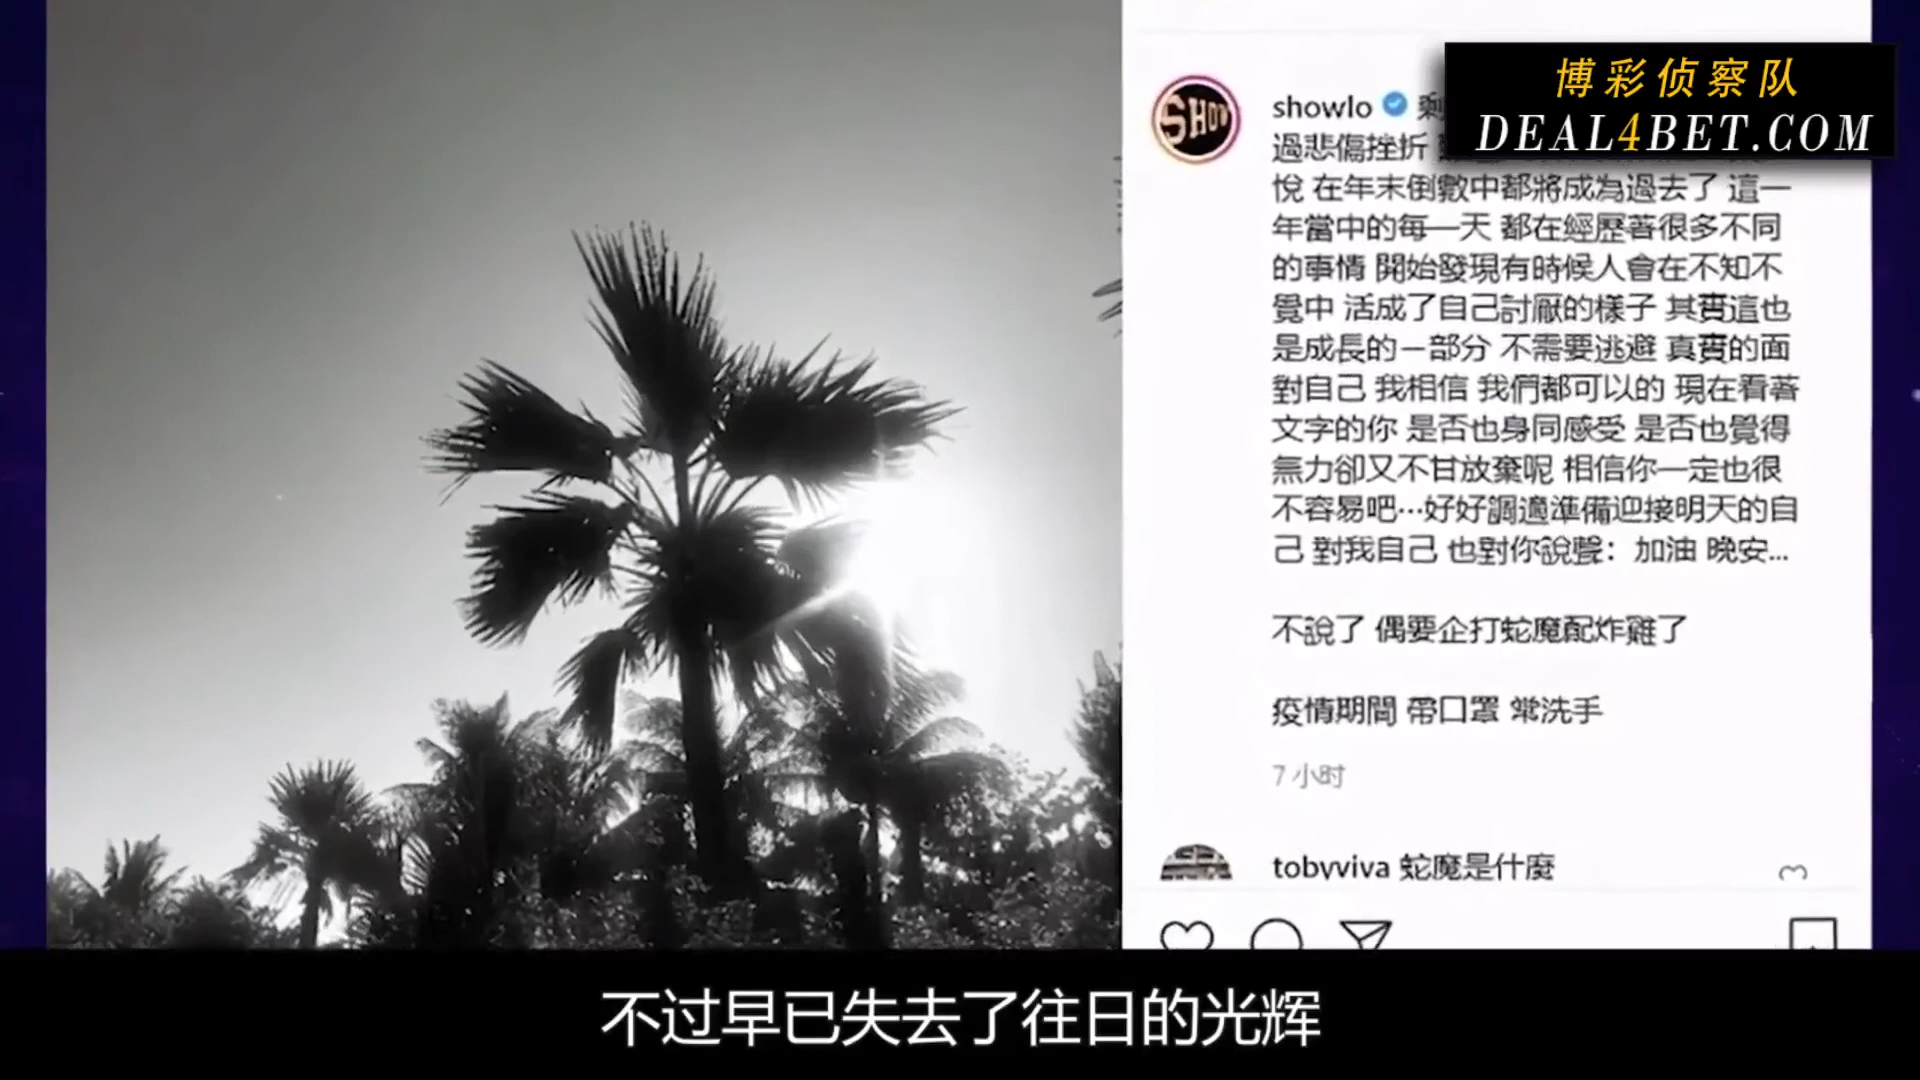 博彩侦察队
DEAL4BET.COM
SHOW
showlo
過悲傷挫折
悅 在年末倒數中都將成為過去了 這一
年當中的每一天 都在經歷著很多不同
的事情 開始發現有時候人會在不知不
覺中 活成了自己討厭的樣子 其實這也
是成長的一部分 不需要逃避 真實的面
對自己 我相信 我們都可以的 現在看著
文字的你 是否也身同感受 是否也覺得
無力卻又不甘放棄呢 相信你一定也很
不容易吧…好好調適準備迎接明天的自
己 對我自己 也對你說聲：加油 晚安...
不說了 偶要企打蛇魔配炸雞了
疫情期間 帶口罩 常洗手
7 小时
tobyviva 蛇魔是什麼
不过早已失去了往日的光辉